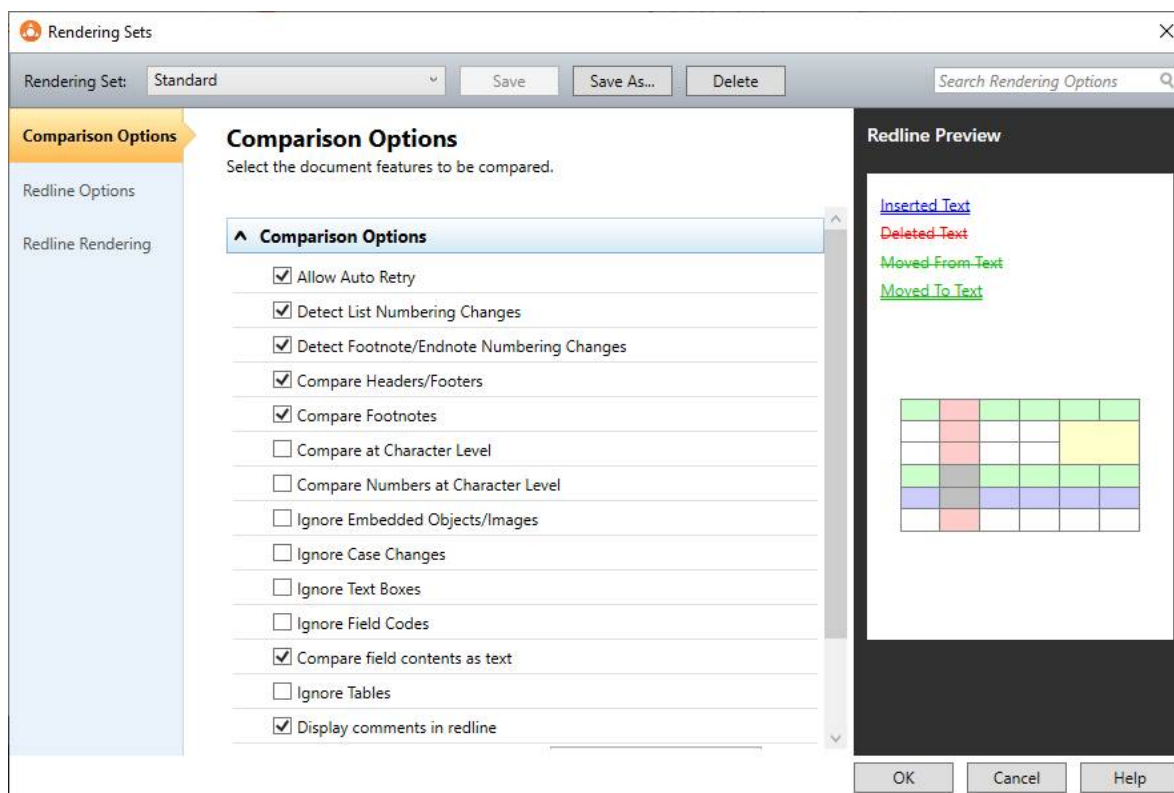 Rendering Sets
Rendering Set: Standard Save Save As... Delete Search Rendering Options
Comparison Options
Redline Options
Redline Rendering
Comparison Options
Select the document features to be compared.
Comparison Options
Allow Auto Retry
Detect List Numbering Changes
Detect Footnote/Endnote Numbering Changes
Compare Headers/Footers
Compare Footnotes
Compare at Character Level
Compare Numbers at Character Level
Ignore Embedded Objects/Images
Ignore Case Changes
Ignore Text Boxes
Ignore Field Codes
Compare field contents as text
Ignore Tables
Display comments in redline
Redline Preview
Inserted Text
Deleted Text
Moved From Text
Moved To Text
OK Cancel Help